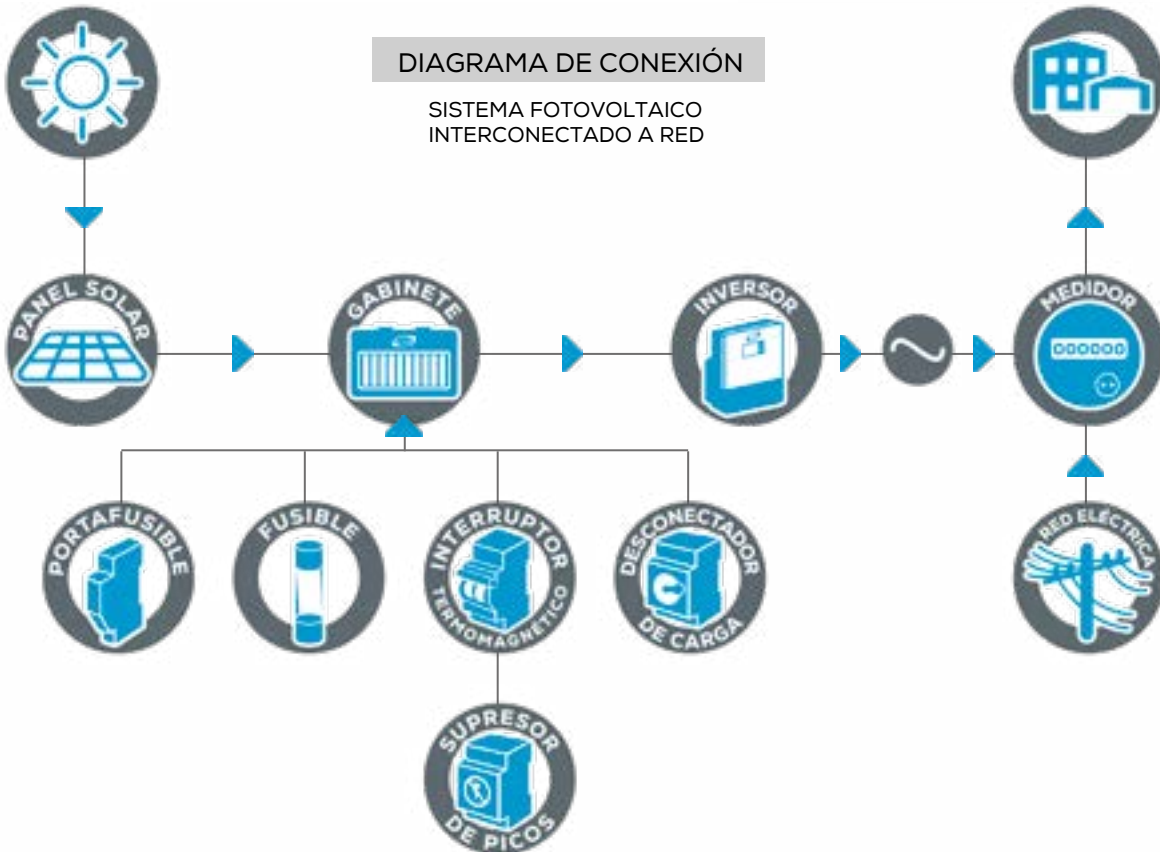 DIAGRAMA DE CONEXIÓN
SISTEMA FOTOVOLTAICO
INTERCONECTADO A RED
PANEL SOLAR
GABINETE
INVERSOR
MEDIDOR
000000
PORTAFUSIBLE
FUSIBLE
INTERRUPTOR
TERMOMAGNÉTICO
DESCONECTADOR
DE CARGA
RED ELÉCTRICA
SUPRESOR
DE PICOS